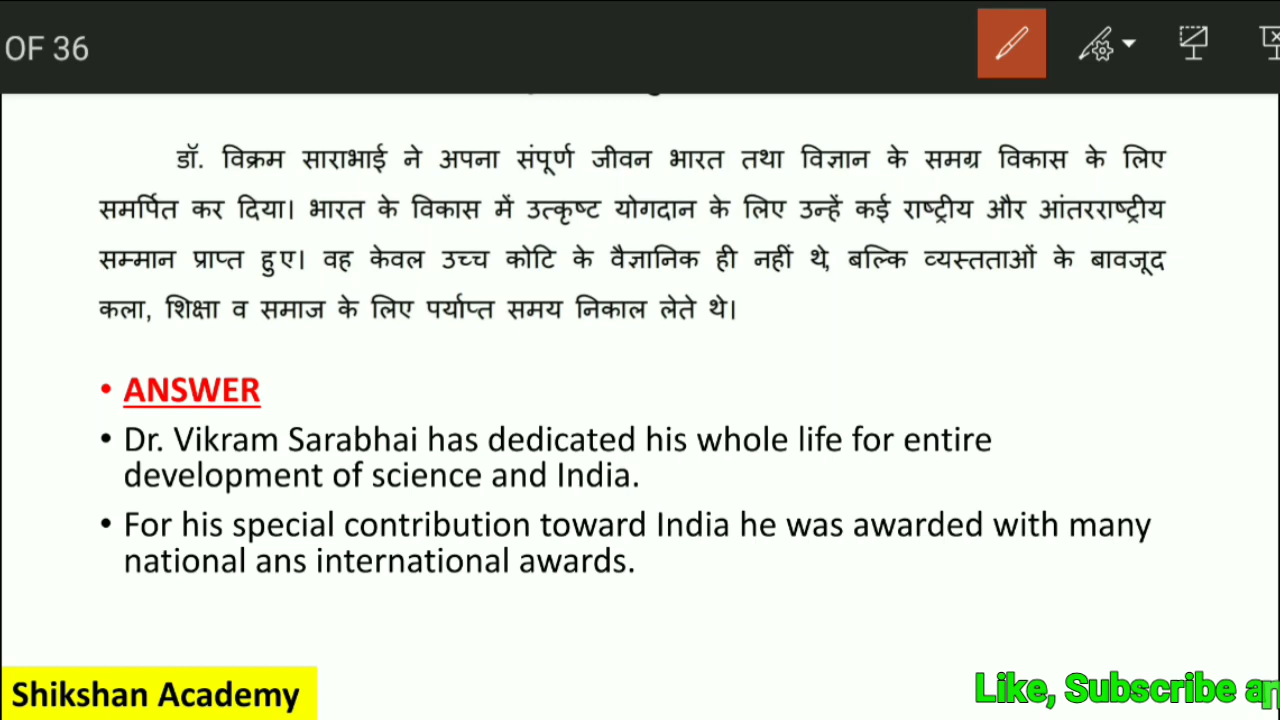 OF 36
डॉ. विक्रम साराभाई ने अपना संपूर्ण जीवन भारत तथा विज्ञान के समग्र विकास के लिए
समर्पित कर दिया। भारत के विकास में उत्कृष्ट योगदान के लिए उन्हें कई राष्ट्रीय और आंतरराष्ट्रीय
सम्मान प्राप्त हुए। वह केवल उच्च कोटि के वैज्ञानिक ही नहीं थे, बल्कि व्यस्तताओं के बावजूद
कला, शिक्षा व समाज के लिए पर्याप्त समय निकाल लेते थे।
• ANSWER
• Dr. Vikram Sarabhai has dedicated his whole life for entire
development of science and India.
• For his special contribution toward India he was awarded with many
national ans international awards.
Shikshan Academy
Like, Subscribe an